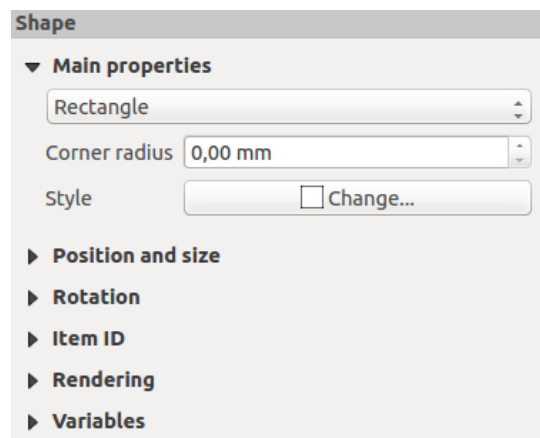 Shape
Main properties
Rectangle
Corner radius 0,00 mm
Style Change...
Position and size
Rotation
Item ID
Rendering
Variables